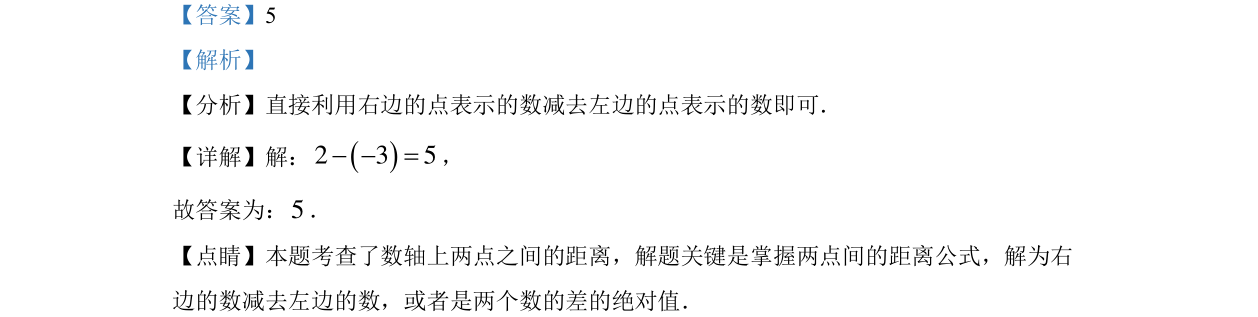 【答案】5
【解析】
【分析】直接利用右边的点表示的数减去左边的点表示的数即可．
【详解】解：2−(−3)=5，
故答案为：5．
【点睛】本题考查了数轴上两点之间的距离，解题关键是掌握两点间的距离公式，解为右
边的数减去左边的数，或者是两个数的差的绝对值．